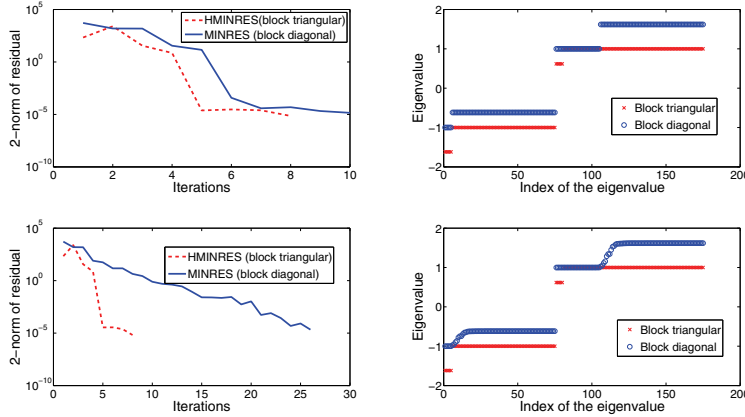 10^5
10^0
10^-5
10^-10
2-norm of residual
0 2 4 6 8 10
Iterations
HMINRES(block triangular)
MINRES (block diagonal)
2
1
0
-1
-2
Eigenvalue
0 50 100 150 200
Index of the eigenvalue
Block triangular
Block diagonal
10^5
10^0
10^-5
10^-10
2-norm of residual
0 5 10 15 20 25 30
Iterations
HMINRES (block triangular)
MINRES (block diagonal)
2
1
0
-1
-2
Eigenvalue
0 50 100 150 200
Index of the eigenvalue
Block triangular
Block diagonal